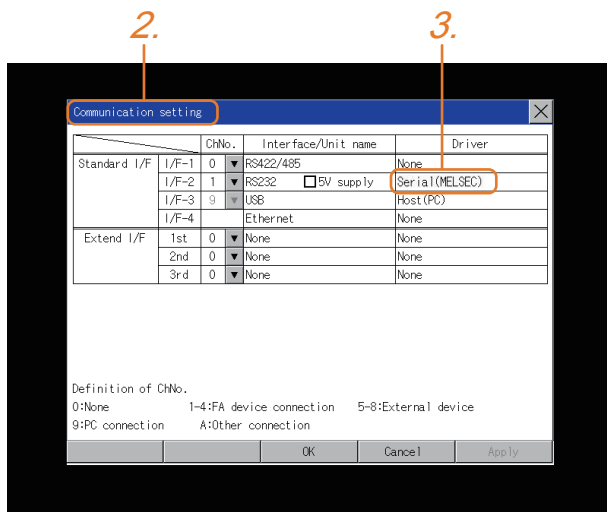 2. 3.
Communication setting
ChNo. Interface/Unit name Driver
Standard I/F I/F-1 0 RS422/485 None
I/F-2 1 RS232 5V supply Serial(MELSEC)
I/F-3 9 USB Host(PC)
I/F-4 Ethernet None
Extend I/F 1st 0 None None
2nd 0 None None
3rd 0 None None
Definition of ChNo.
0:None 1-4:FA device connection 5-8:External device
9:PC connection A:Other connection
OK Cancel Apply